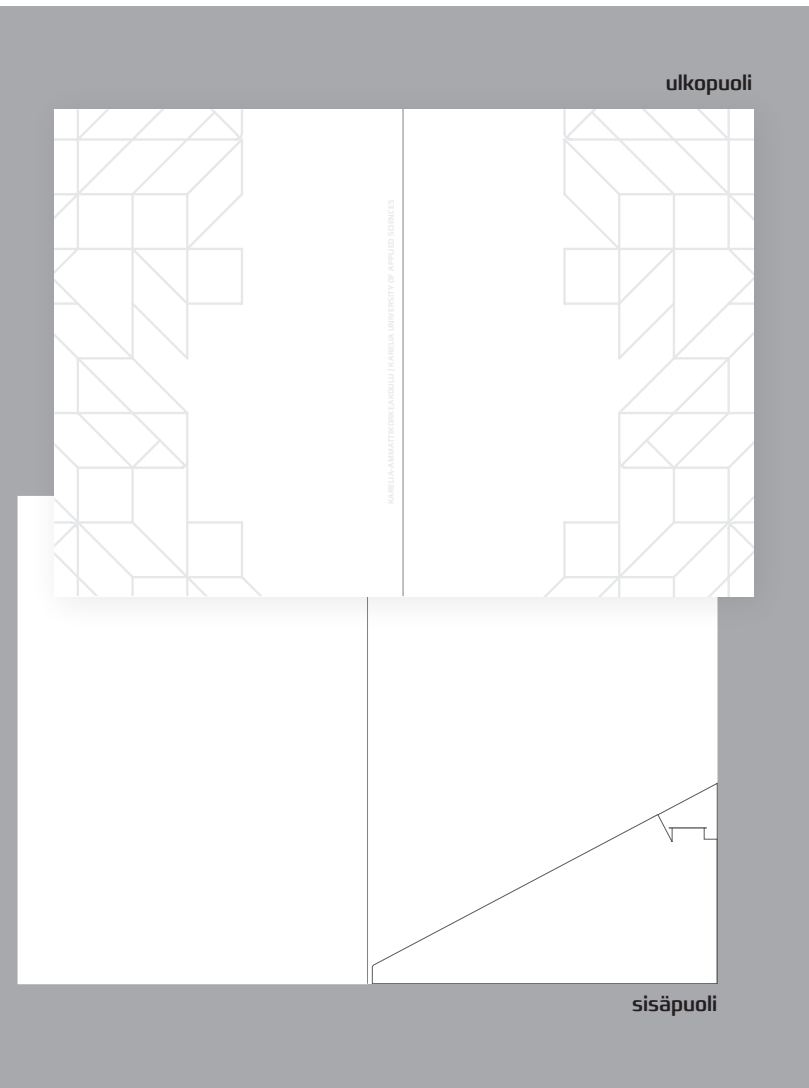 ulkopuoli
KARELIA-AMMATTIKORKEAKOULU | KARELIA UNIVERSITY OF APPLIED SCIENCES
sisäpuoli